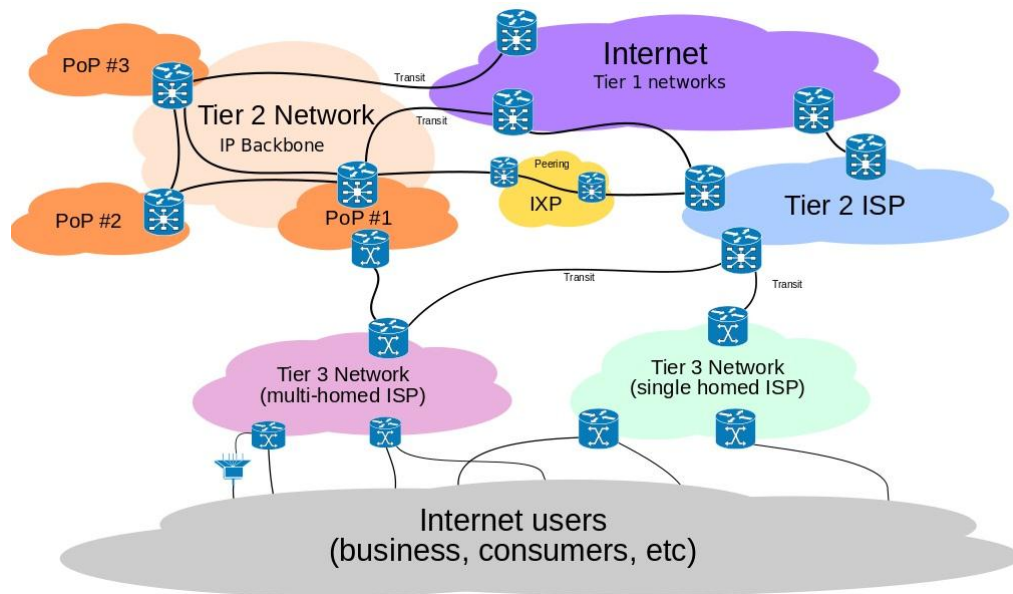 PoP #3
Transit
Internet
Tier 1 networks
Tier 2 Network
IP Backbone
Transit
Peering
IXP
Tier 2 ISP
PoP #2
PoP #1
Transit
Transit
Tier 3 Network
(multi-homed ISP)
Tier 3 Network
(single homed ISP)
Internet users
(business, consumers, etc)